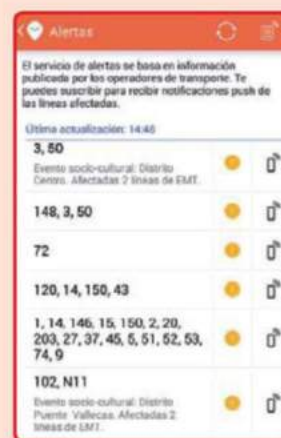 Alertas
El servicio de alertas se basa en información
publicada por los operadores de transporte. Te
puedes suscribir para recibir notificaciones push de
las líneas afectadas.
Última actualización: 14:46
3, 50
Evento socio-cultural: Distrito
Centro. Afectadas 2 líneas de EMT.
148, 3, 50
72
120, 14, 150, 43
1, 14, 146, 15, 150, 2, 20,
203, 27, 37, 45, 5, 51, 52, 53,
74, 9
102, N11
Evento socio-cultural: Distrito
Puente Vallecas. Afectadas 2
líneas de EMT.